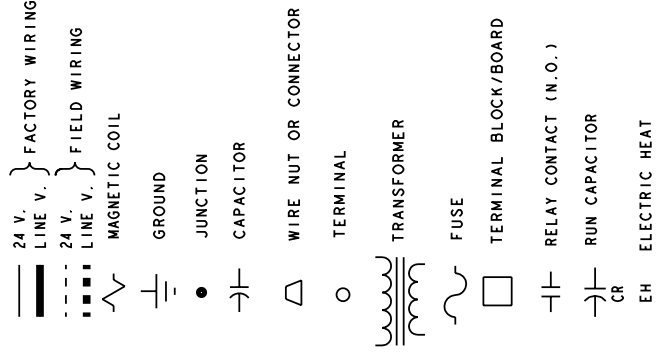 24 V.
LINE V.
FACTORY WIRING
24 V.
LINE V.
FIELD WIRING
MAGNETIC COIL
GROUND
JUNCTION
CAPACITOR
WIRE NUT OR CONNECTOR
TERMINAL
TRANSFORMER
FUSE
TERMINAL BLOCK/BOARD
RELAY CONTACT (N.O.)
RUN CAPACITOR
CR
EH ELECTRIC HEAT